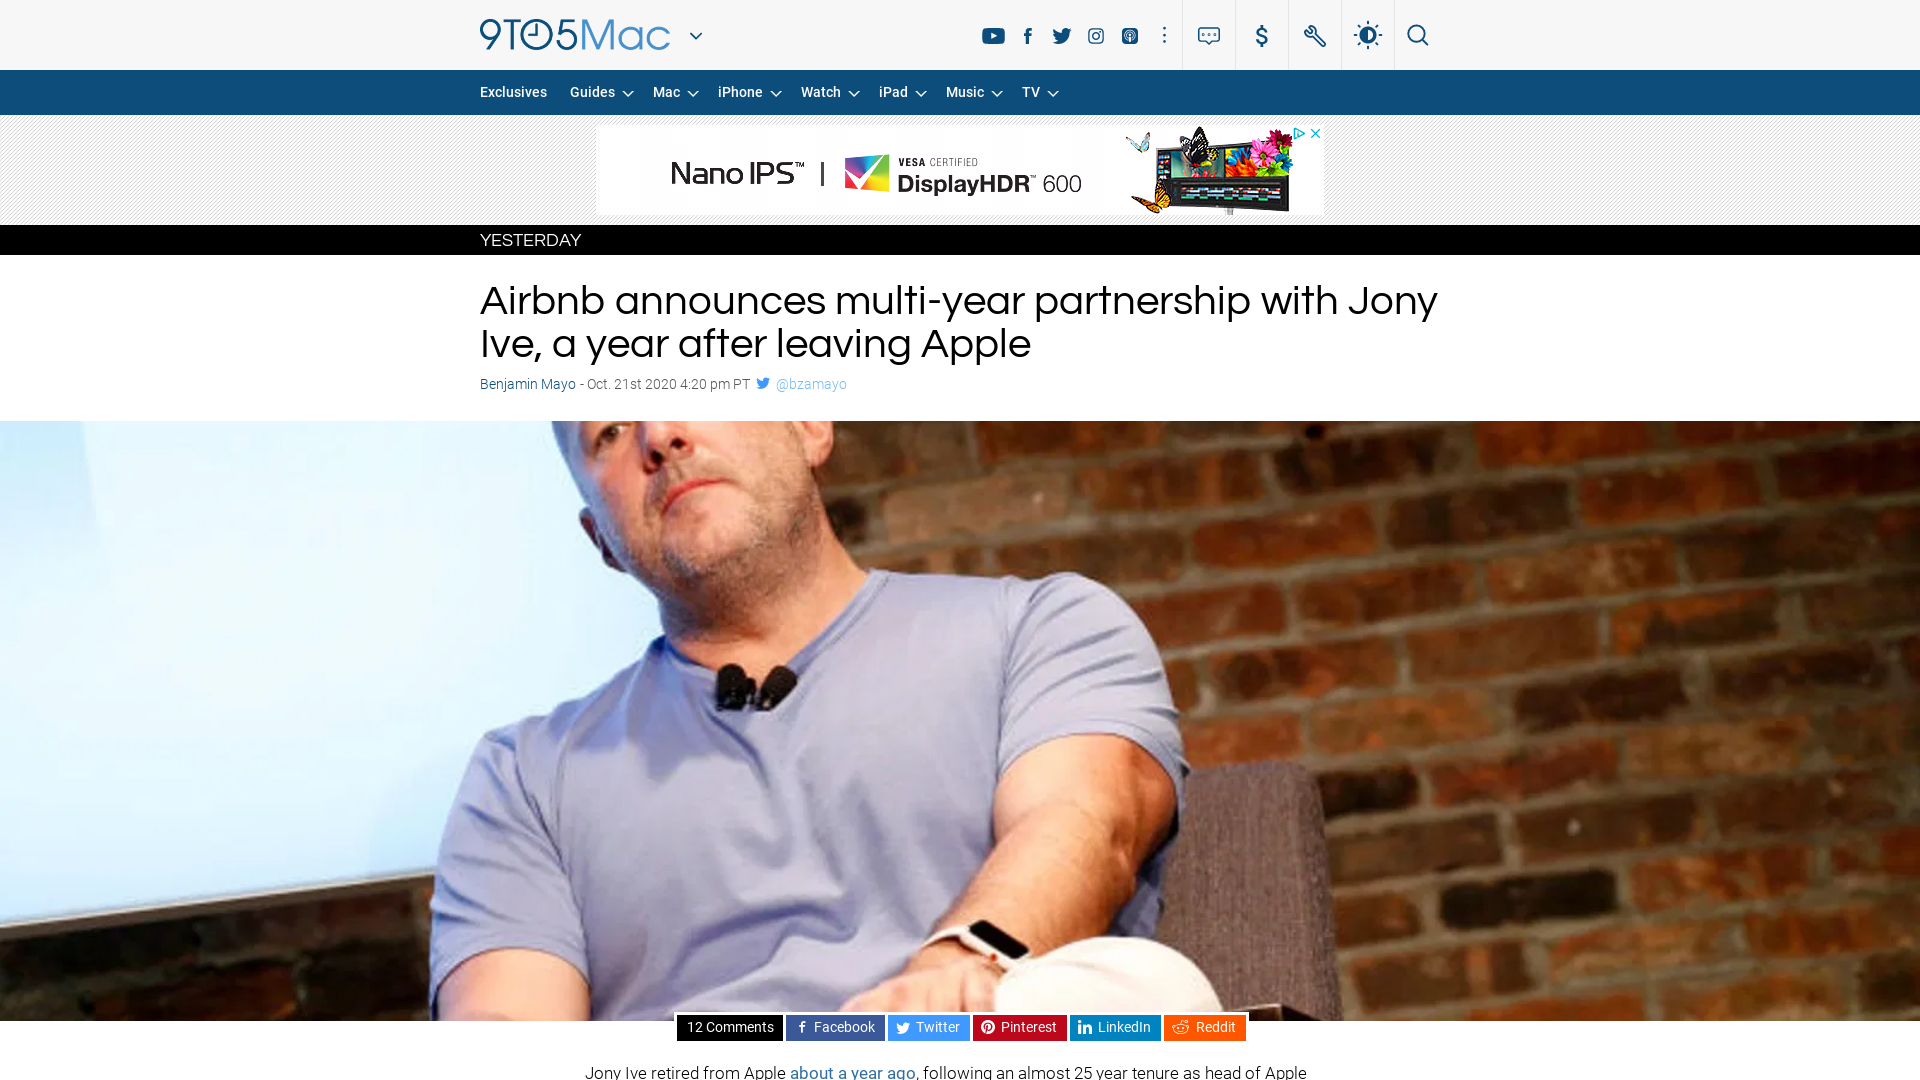 9TO5Mac
Exclusives Guides Mac iPhone Watch iPad Music TV
Nano IPS™ | VESA CERTIFIED DisplayHDR™ 600
YESTERDAY
Airbnb announces multi-year partnership with Jony
Ive, a year after leaving Apple
Benjamin Mayo - Oct. 21st 2020 4:20 pm PT @bzamayo
12 Comments Facebook Twitter Pinterest LinkedIn Reddit
Jony Ive retired from Apple about a year ago, following an almost 25 year tenure as head of Apple